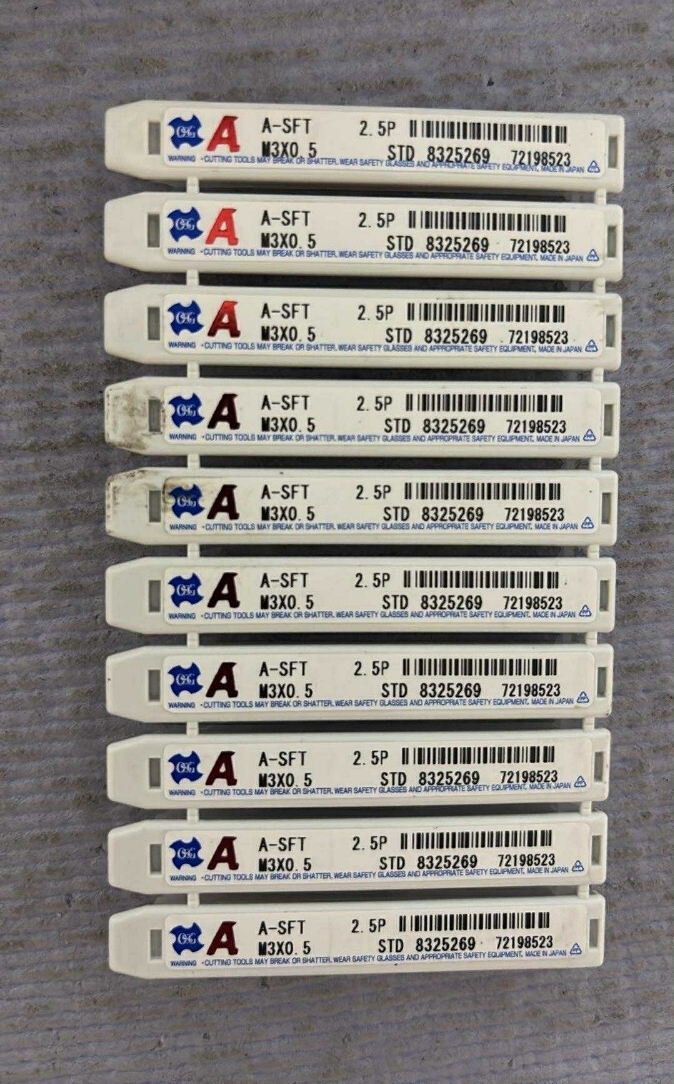 OSG A A-SFT 2.5P
M3X0.5 STD 8325269 72198523
WARNING •CUTTING TOOLS MAY BREAK OR SHATTER. WEAR SAFETY GLASSES AND APPROPRIATE SAFETY EQUIPMENT. MADE IN JAPAN
OSG A A-SFT 2.5P
M3X0.5 STD 8325269 72198523
WARNING •CUTTING TOOLS MAY BREAK OR SHATTER. WEAR SAFETY GLASSES AND APPROPRIATE SAFETY EQUIPMENT. MADE IN JAPAN
OSG A A-SFT 2.5P
M3X0.5 STD 8325269 72198523
WARNING •CUTTING TOOLS MAY BREAK OR SHATTER. WEAR SAFETY GLASSES AND APPROPRIATE SAFETY EQUIPMENT. MADE IN JAPAN
OSG A A-SFT 2.5P
M3X0.5 STD 8325269 72198523
WARNING •CUTTING TOOLS MAY BREAK OR SHATTER. WEAR SAFETY GLASSES AND APPROPRIATE SAFETY EQUIPMENT. MADE IN JAPAN
OSG A A-SFT 2.5P
M3X0.5 STD 8325269 72198523
WARNING •CUTTING TOOLS MAY BREAK OR SHATTER. WEAR SAFETY GLASSES AND APPROPRIATE SAFETY EQUIPMENT. MADE IN JAPAN
OSG A A-SFT 2.5P
M3X0.5 STD 8325269 72198523
WARNING •CUTTING TOOLS MAY BREAK OR SHATTER. WEAR SAFETY GLASSES AND APPROPRIATE SAFETY EQUIPMENT. MADE IN JAPAN
OSG A A-SFT 2.5P
M3X0.5 STD 8325269 72198523
WARNING •CUTTING TOOLS MAY BREAK OR SHATTER. WEAR SAFETY GLASSES AND APPROPRIATE SAFETY EQUIPMENT. MADE IN JAPAN
OSG A A-SFT 2.5P
M3X0.5 STD 8325269 72198523
WARNING •CUTTING TOOLS MAY BREAK OR SHATTER. WEAR SAFETY GLASSES AND APPROPRIATE SAFETY EQUIPMENT. MADE IN JAPAN
OSG A A-SFT 2.5P
M3X0.5 STD 8325269 72198523
WARNING •CUTTING TOOLS MAY BREAK OR SHATTER. WEAR SAFETY GLASSES AND APPROPRIATE SAFETY EQUIPMENT. MADE IN JAPAN
OSG A A-SFT 2.5P
M3X0.5 STD 8325269 72198523
WARNING •CUTTING TOOLS MAY BREAK OR SHATTER. WEAR SAFETY GLASSES AND APPROPRIATE SAFETY EQUIPMENT. MADE IN JAPAN